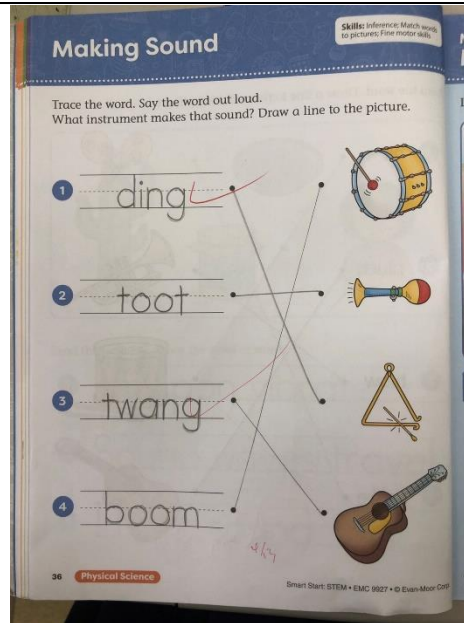 Making Sound
Skills: Inference; Match words
to pictures; Fine motor skills
Trace the word. Say the word out loud.
What instrument makes that sound? Draw a line to the picture.
1 ding
2 toot
3 twang
4 boom
36 Physical Science
Smart Start: STEM • EMC 9927 • © Evan-Moor Corp